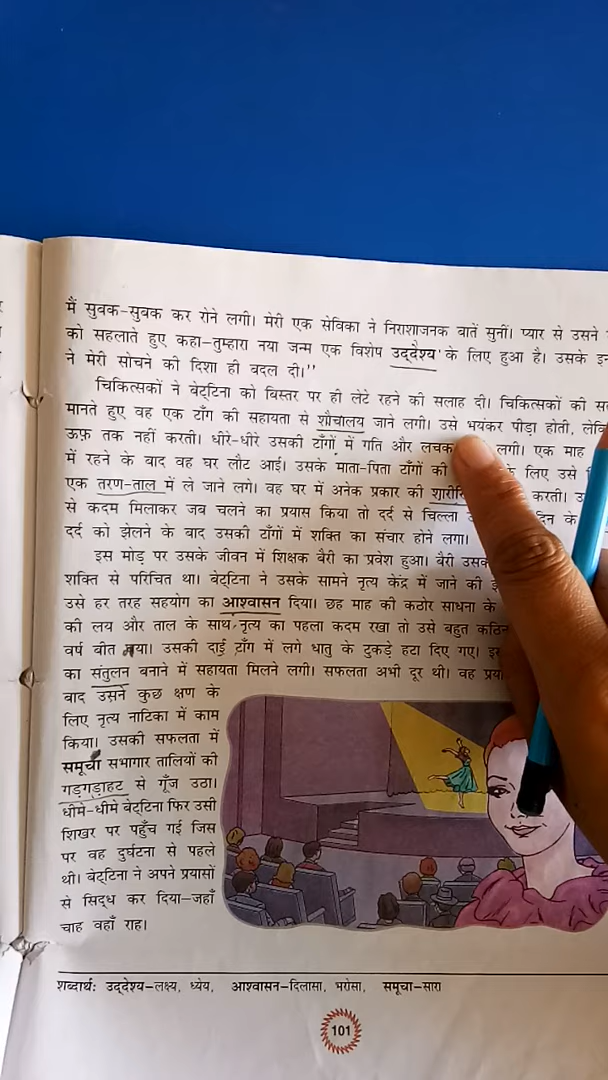 मैं सुबक-सुबक कर रोने लगी। मेरी एक सेविका ने निराशाजनक बातें सुनीं। प्यार से उसने
को सहलाते हुए कहा–तुम्हारा नया जन्म एक विशेष उद्देश्य के लिए हुआ है। उसके
ने मेरी सोचने की दिशा ही बदल दी।"
चिकित्सकों ने बेट्टिना को बिस्तर पर ही लेटे रहने की सलाह दी। चिकित्सकों की
मानते हुए वह एक टाँग की सहायता से शौचालय जाने लगी। उसे भयंकर पीड़ा होती,
ऊफ़ तक नहीं करती। धीरे-धीरे उसकी टाँगों में गति और लगी। एक माह
में रहने के बाद वह घर लौट आई। उसके माता-पिता टाँगों की लिए उसे
एक तरण-ताल में ले जाने लगे। वह घर में अनेक प्रकार की करती।
से कदम मिलाकर जब चलने का प्रयास किया तो दर्द से चिल्ला दिन के
दर्द को झेलने के बाद उसकी टाँगों में शक्ति का संचार होने लगा।
इस मोड़ पर उसके जीवन में शिक्षक बैरी का प्रवेश हुआ। बैरी
शक्ति से परिचित था। बेट्टिना ने उसके सामने नृत्य केंद्र में जाने की
उसे हर तरह सहयोग का आश्वासन दिया। छह माह की कठोर साधना के
की लय और ताल के साथ नृत्य का पहला कदम रखा तो उसे बहुत
वर्ष बीत गया। उसकी दाईं टाँग में लगे धातु के टुकड़े हटा दिए गए।
का संतुलन बनाने में सहायता मिलने लगी। सफलता अभी दूर थी। वह
बाद उसने कुछ क्षण के
लिए नृत्य नाटिका में काम
किया। उसकी सफलता में
समूचा सभागार तालियों की
गड़गड़ाहट से गूँज उठा।
धीमे-धीमे बेट्टिना फिर उसी
शिखर पर पहुँच गई जिस
पर वह दुर्घटना से पहले
थी। बेट्टिना ने अपने प्रयासों
से सिद्ध कर दिया–जहाँ
चाह वहाँ राह।
शब्दार्थः उद्देश्य–लक्ष्य, ध्येय, आश्वासन–दिलासा, भरोसा, समूचा–सारा
101